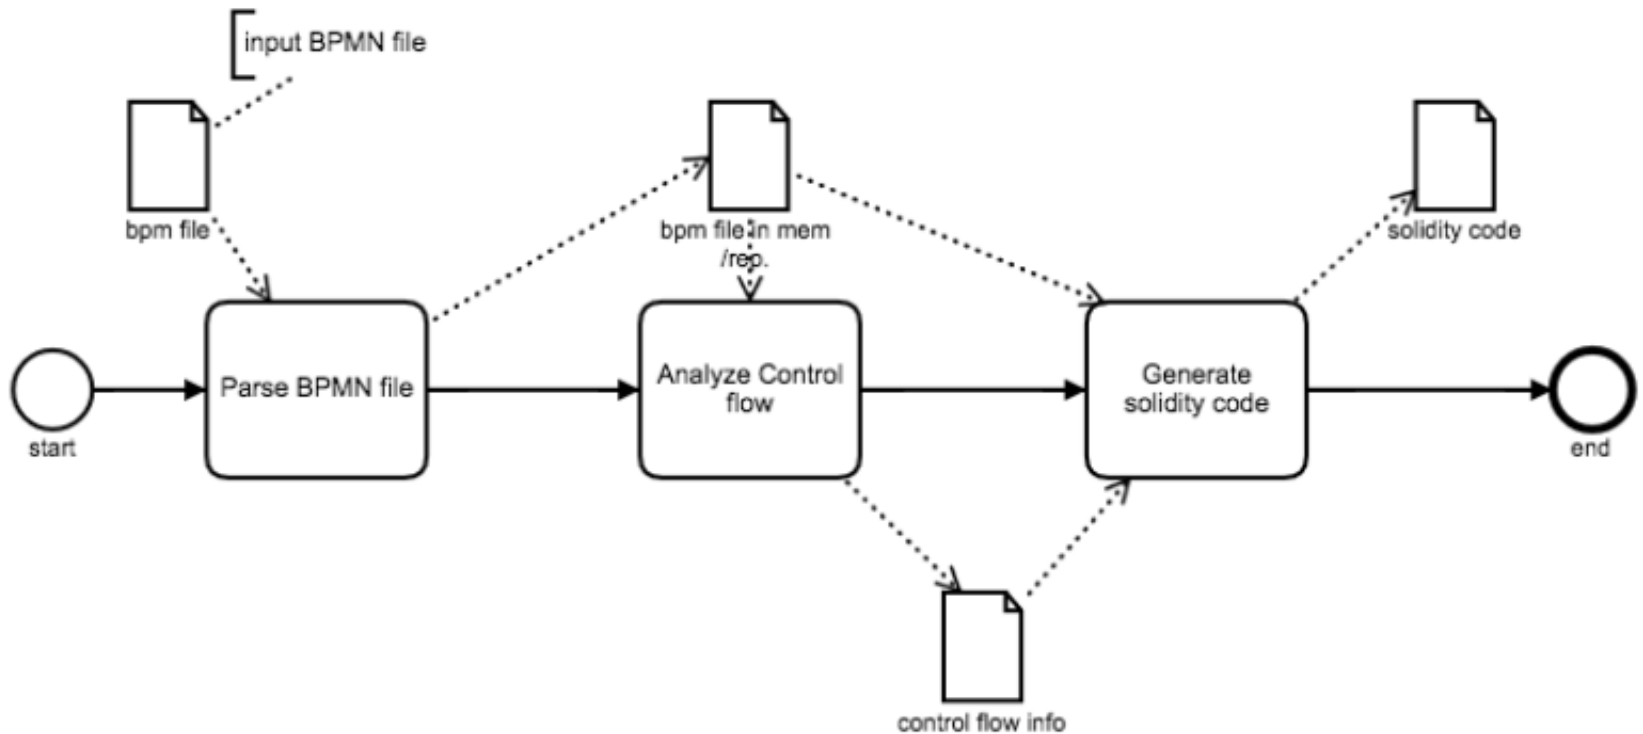 input BPMN file
bpm file
bpm file in mem
/rep.
solidity code
Parse BPMN file
Analyze Control
flow
Generate
solidity code
start
end
control flow info